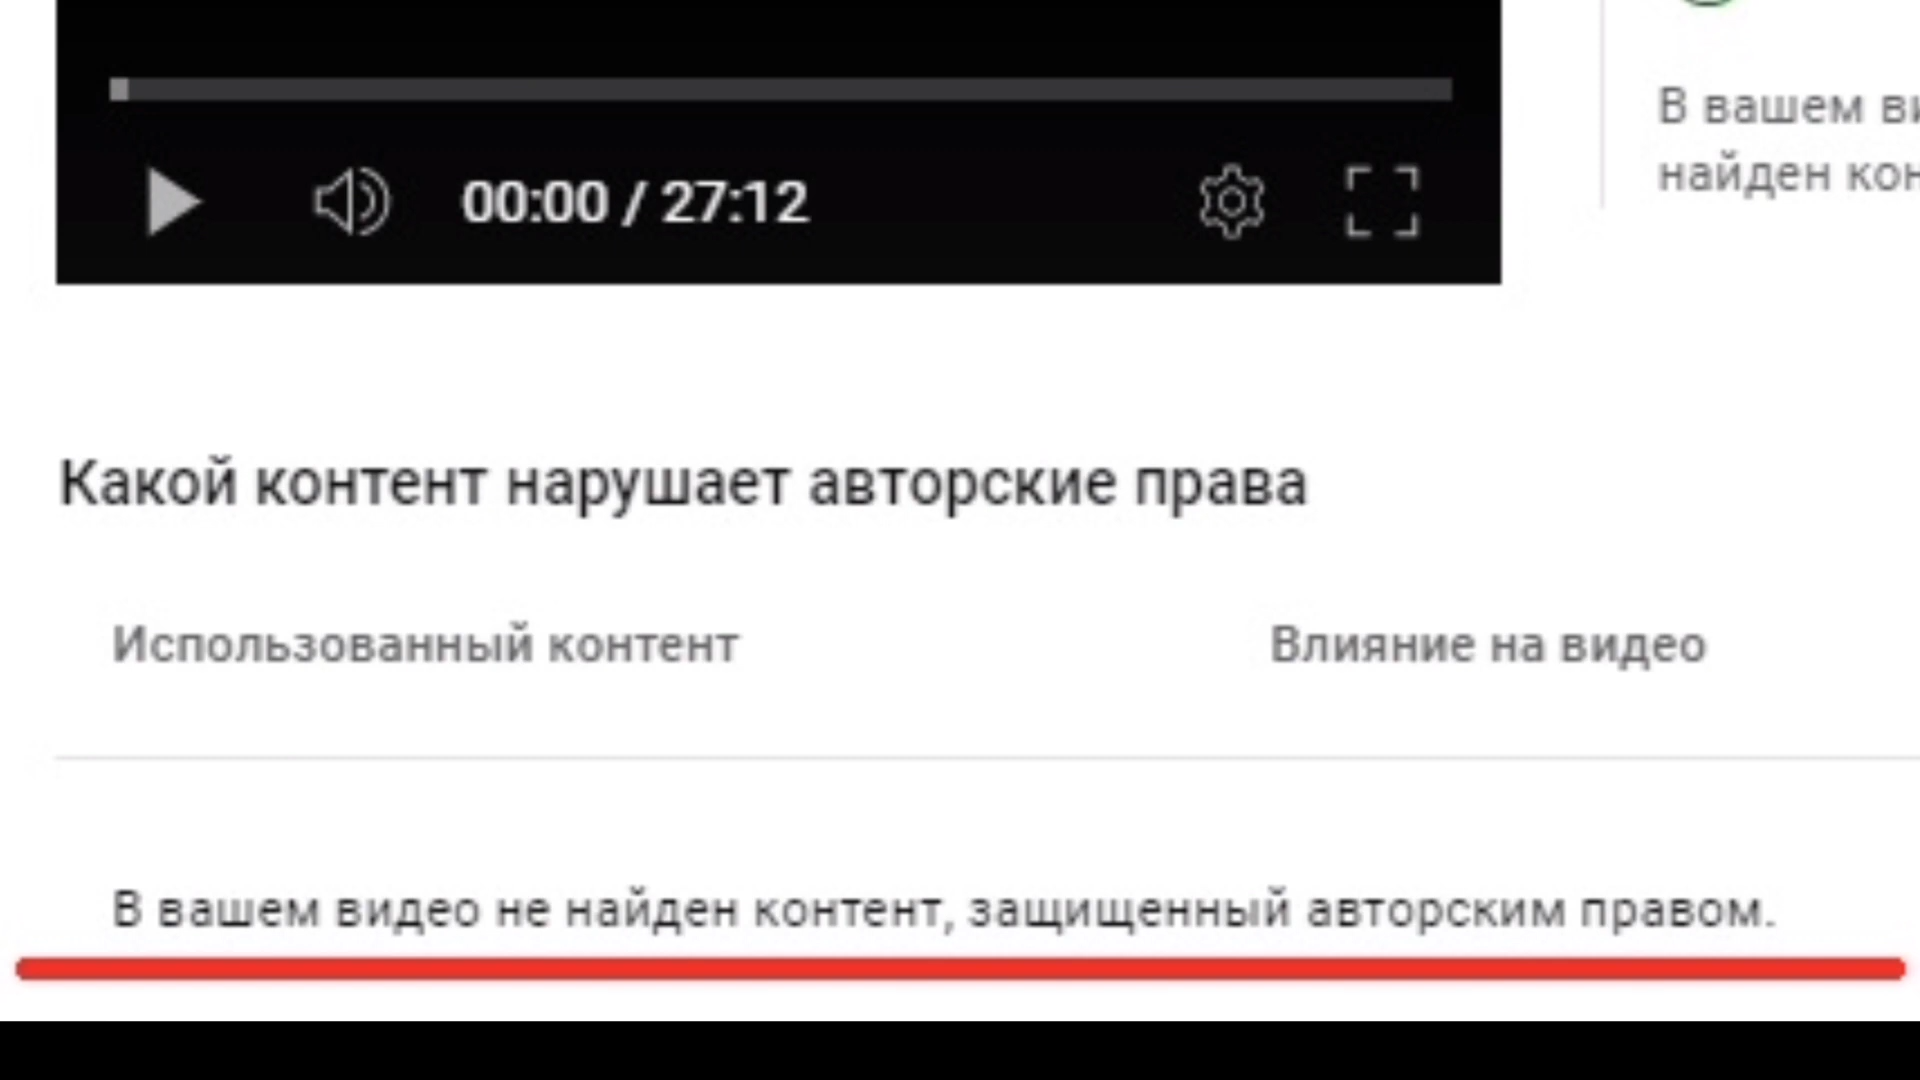 00:00 / 27:12
В вашем
найден
Какой контент нарушает авторские права
Использованный контент
Влияние на видео
В вашем видео не найден контент, защищенный авторским правом.